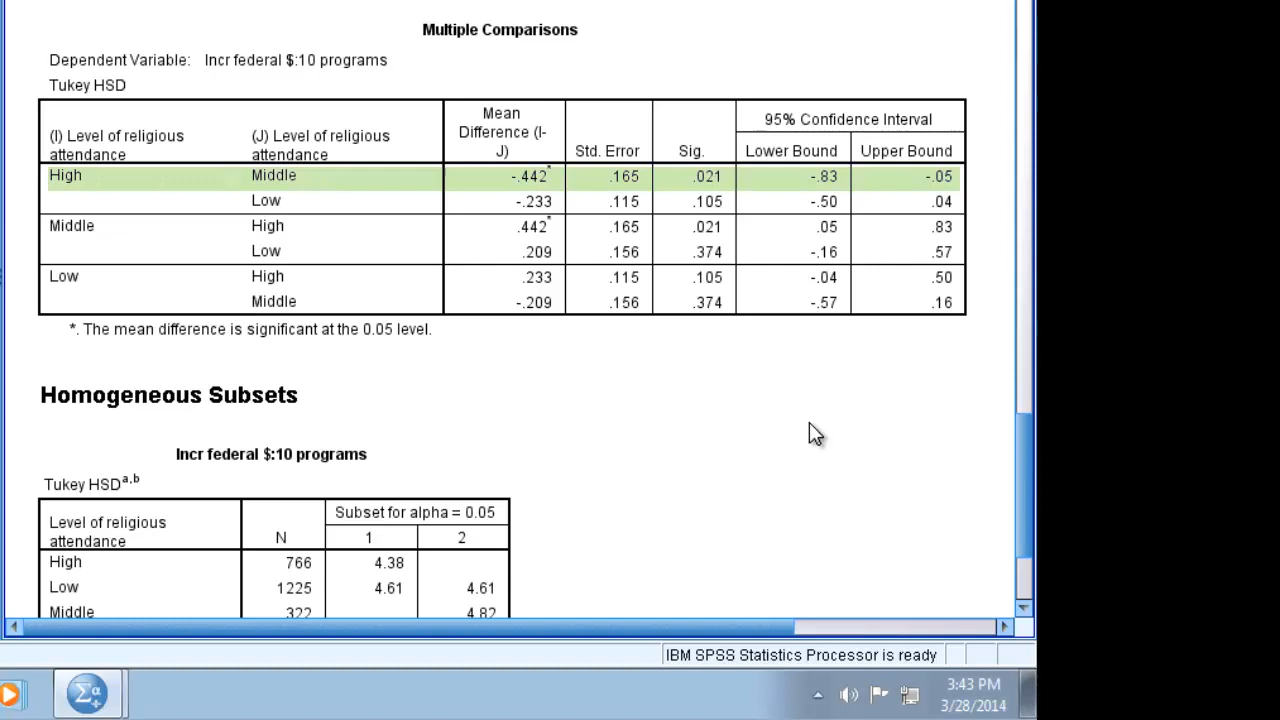 Multiple Comparisons
Dependent Variable: Incr federal $:10 programs
Tukey HSD
(I) Level of religious attendance (J) Level of religious attendance Mean Difference (I-J) Std. Error Sig. 95% Confidence Interval
Lower Bound Upper Bound
High Middle -.442* .165 .021 -.83 -.05
Low -.233 .115 .105 -.50 .04
Middle High .442* .165 .021 .05 .83
Low .209 .156 .374 -.16 .57
Low High .233 .115 .105 -.04 .50
Middle -.209 .156 .374 -.57 .16
*. The mean difference is significant at the 0.05 level.
Homogeneous Subsets
Incr federal $:10 programs
Tukey HSDa,b
Level of religious attendance N Subset for alpha = 0.05
1 2
High 766 4.38
Low 1225 4.61 4.61
Middle 322 4.82
IBM SPSS Statistics Processor is ready
Σα
3:43 PM
3/28/2014